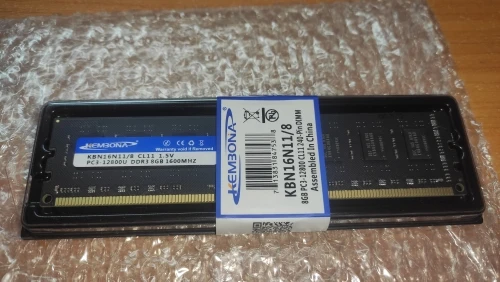 KEMBONA
Warranty void if Removed
KBN16N11/8 CL11 1.5V
PC3-12800U DDR3 8GB 1600MHZ
KEMBONA
KBN16N11/8
8GB PC3-12800 CL11 240-Pin DIMM
Assembled In China